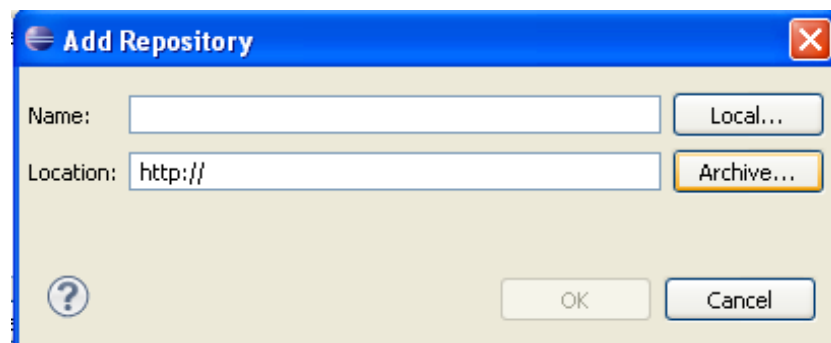 Add Repository
Name: Local...
Location: http:// Archive...
? OK Cancel